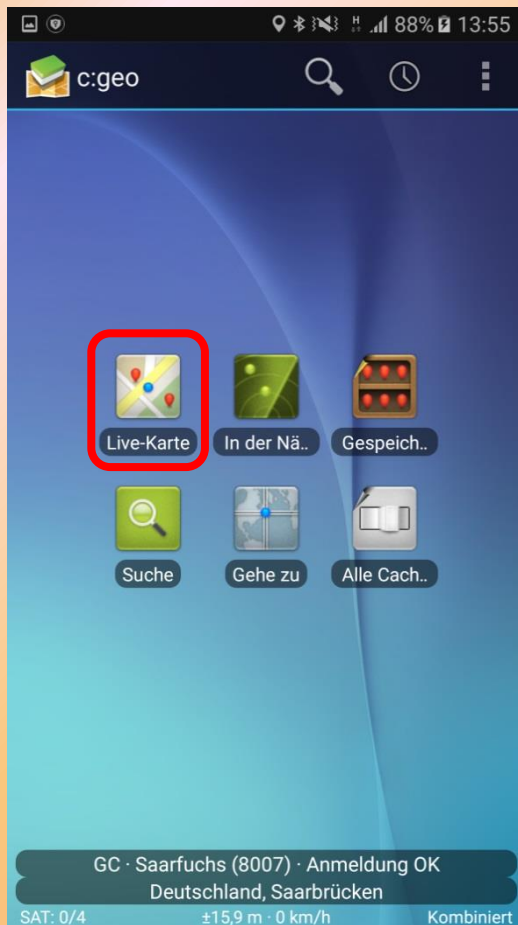 88% 13:55
c:geo
Live-Karte In der Nä.. Gespeich..
Suche Gehe zu Alle Cach..
GC · Saarfuchs (8007) · Anmeldung OK
Deutschland, Saarbrücken
SAT: 0/4 ±15,9 m · 0 km/h Kombiniert